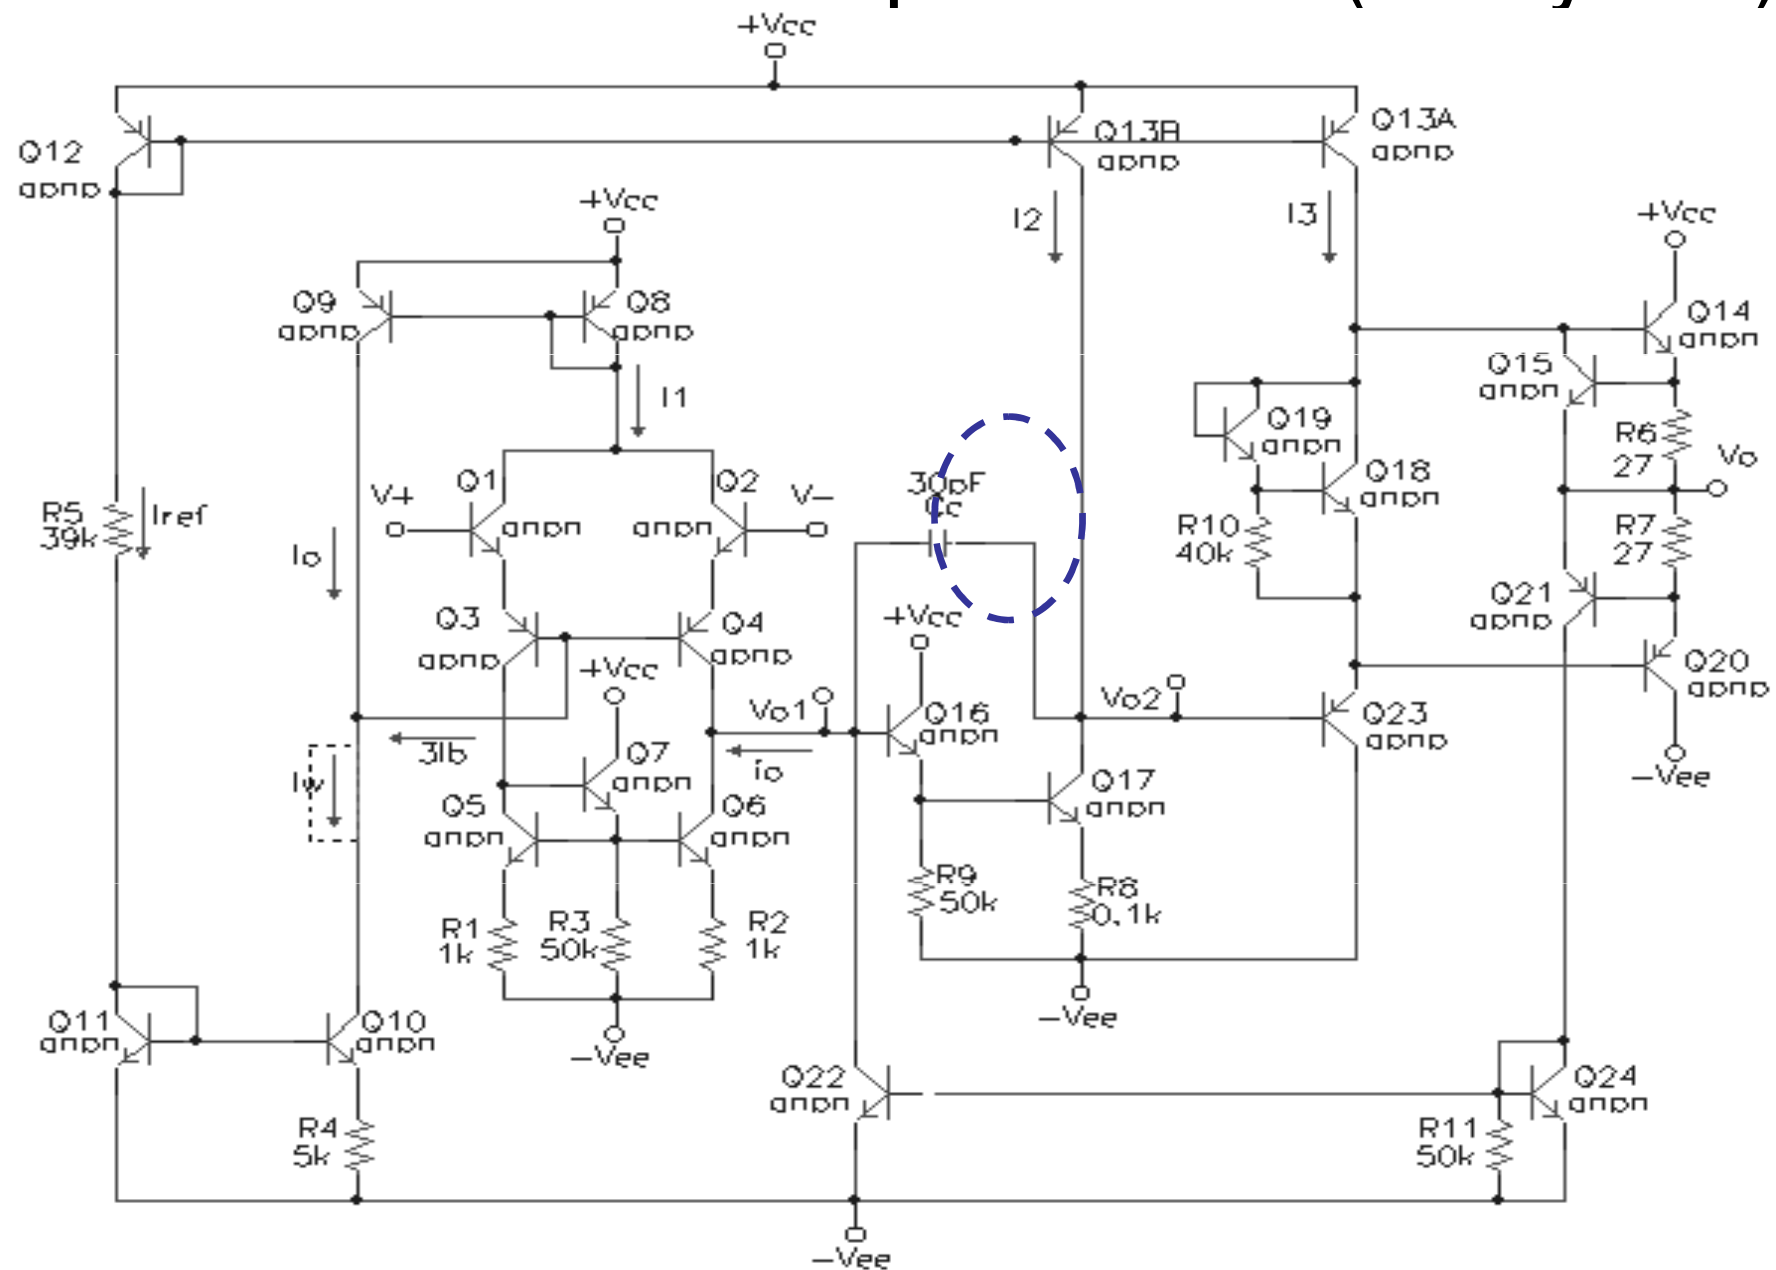 +Vcc
Q12
qpnp
Q13B
qpnp
Q13A
qpnp
+Vcc
I2
I3
+Vcc
Q9
qpnp
Q8
qpnp
Q14
qnpn
Q15
qnpn
I1
Q19
qnpn
R6
27
Vo
Q1
qnpn
Q2
qnpn
V+
V-
30pF
Cc
Q18
qnpn
R5
39k
Iref
R10
40k
R7
27
Io
Q3
qpnp
Q4
qpnp
+Vcc
+Vcc
Q21
qpnp
Q20
qpnp
Vo1
Q16
qnpn
Vo2
Q23
qpnp
3Ib
io
Iw
Q7
qnpn
Q17
qnpn
-Vee
Q5
qnpn
Q6
qnpn
R9
50k
R8
0.1k
R1
1k
R3
50k
R2
1k
Q11
qnpn
Q10
qnpn
-Vee
-Vee
Q22
qnpn
Q24
qnpn
R4
5k
R11
50k
-Vee